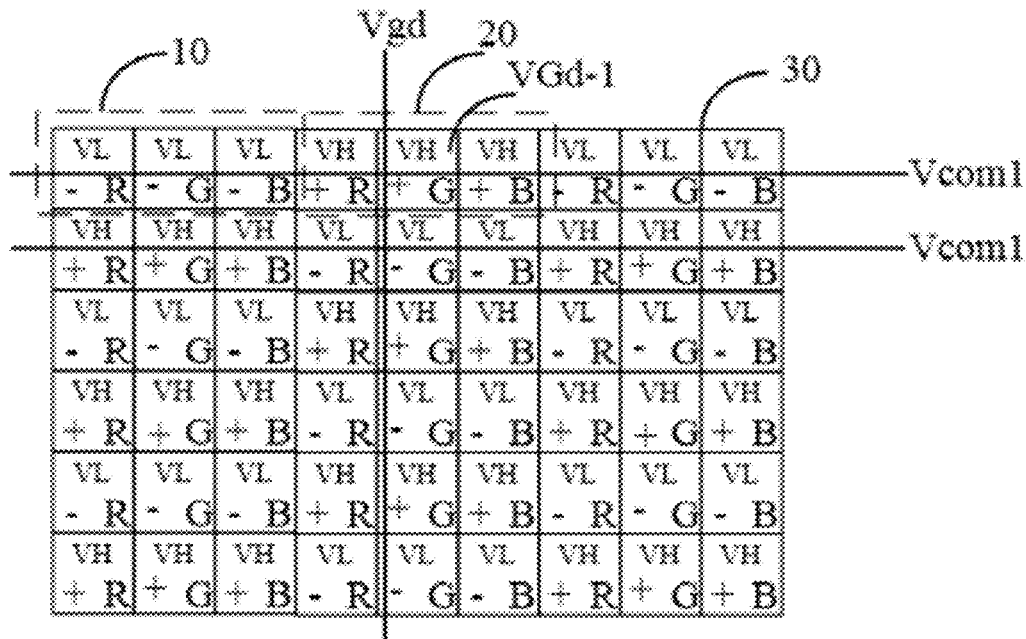 Vgd
10
20
VGd-1
30
VL VL VL VH VH VH VL VL VL
- R - G - B + R + G + B - R - G - B
Vcom1
VH VH VH VL VL VL VH VH VH
+ R + G + B - R - G - B + R + G + B
Vcom1
VL VL VL VH VH VH VL VL VL
- R - G - B + R + G + B - R - G - B
VH VH VH VL VL VL VH VH VH
+ R + G + B - R - G - B + R + G + B
VL VL VL VH VH VH VL VL VL
- R - G - B + R + G + B - R - G - B
VH VH VH VL VL VL VH VH VH
+ R + G + B - R - G - B + R + G + B